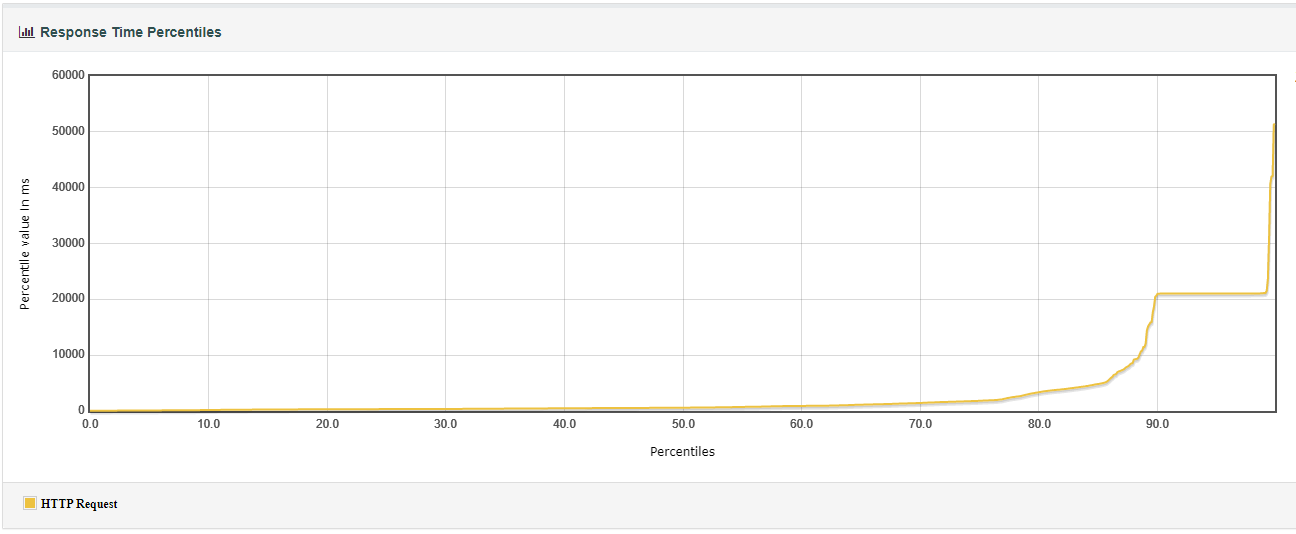 Response Time Percentiles
60000
50000
40000
30000
20000
10000
0
Percentile value in ms
0.0 10.0 20.0 30.0 40.0 50.0 60.0 70.0 80.0 90.0
Percentiles
HTTP Request